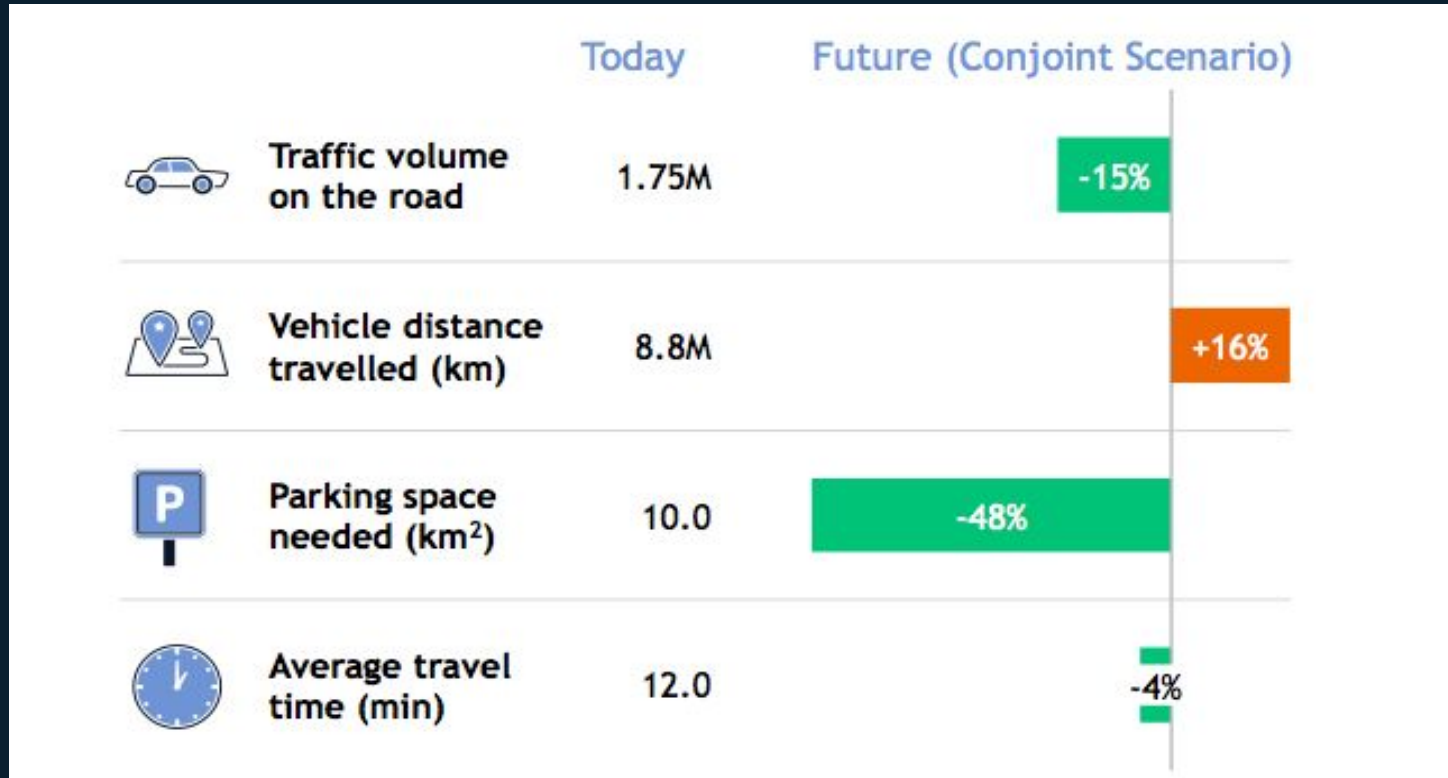 Today Future (Conjoint Scenario)
Traffic volume
on the road
1.75M
-15%
Vehicle distance
travelled (km)
8.8M
+16%
P
Parking space
needed (km²)
10.0
-48%
Average travel
time (min)
12.0
-4%